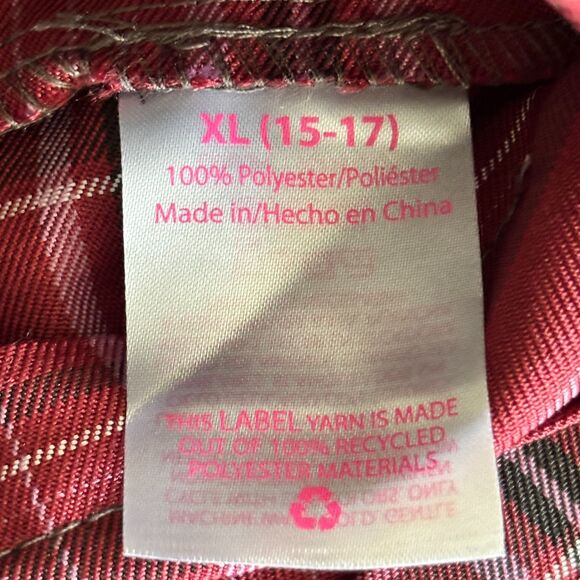 XL (15-17)
100% Polyester/Poliéster
Made in/Hecho en China
THIS LABEL YARN IS MADE
OUT OF 100% RECYCLED
POLYESTER MATERIALS